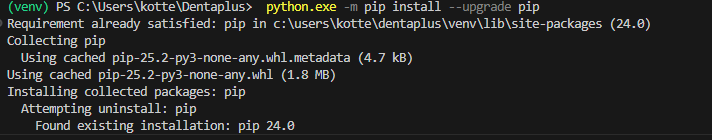 (venv) PS C:\Users\kotte\Dentaplus>  python.exe -m pip install --upgrade pip
Requirement already satisfied: pip in c:\users\kotte\dentaplus\venv\lib\site-packages (24.0)
Collecting pip
  Using cached pip-25.2-py3-none-any.whl.metadata (4.7 kB)
Using cached pip-25.2-py3-none-any.whl (1.8 MB)
Installing collected packages: pip
  Attempting uninstall: pip
    Found existing installation: pip 24.0